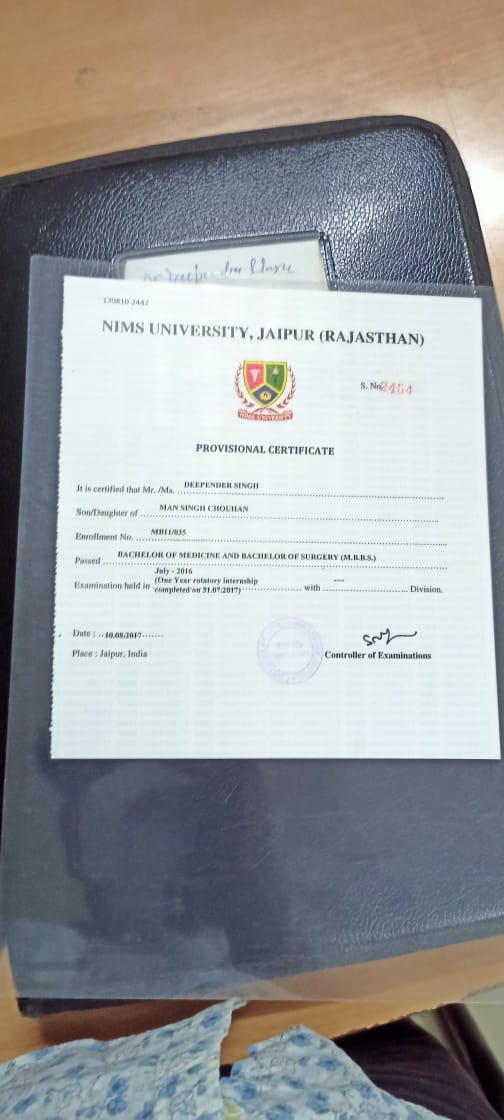 Deepender
170810-2447
NIMS UNIVERSITY, JAIPUR (RAJASTHAN)
NIMS UNIVERSITY
S. No. 2454
PROVISIONAL CERTIFICATE
It is certified that Mr. /Ms. DEEPENDER SINGH
Son/Daughter of MAN SINGH CHOUHAN
Enrollment No. MB11/035
Passed BACHELOR OF MEDICINE AND BACHELOR OF SURGERY (M.B.B.S.)
July - 2016
Examination held in (One Year rotatory internship completed on 31.07.2017) with ---- Division.
Date : 10.08.2017
Place : Jaipur, India
Controller of Examinations